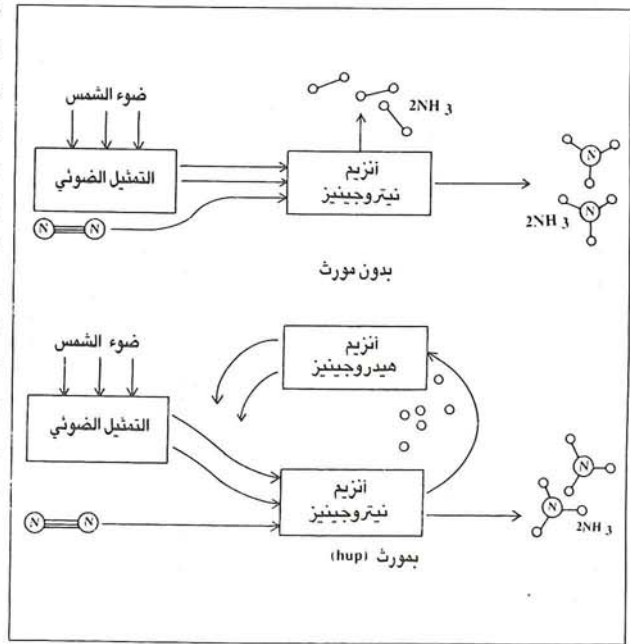 ضوء الشمس
التمثيل الضوئي
N N
أنزيم
نيتروجينيز
2NH 3
N
N
2NH 3
بدون مورث
ضوء الشمس
التمثيل الضوئي
أنزيم
هيدروجينيز
N N
أنزيم
نيتروجينيز
N
N
2NH 3
بمورث (hup)